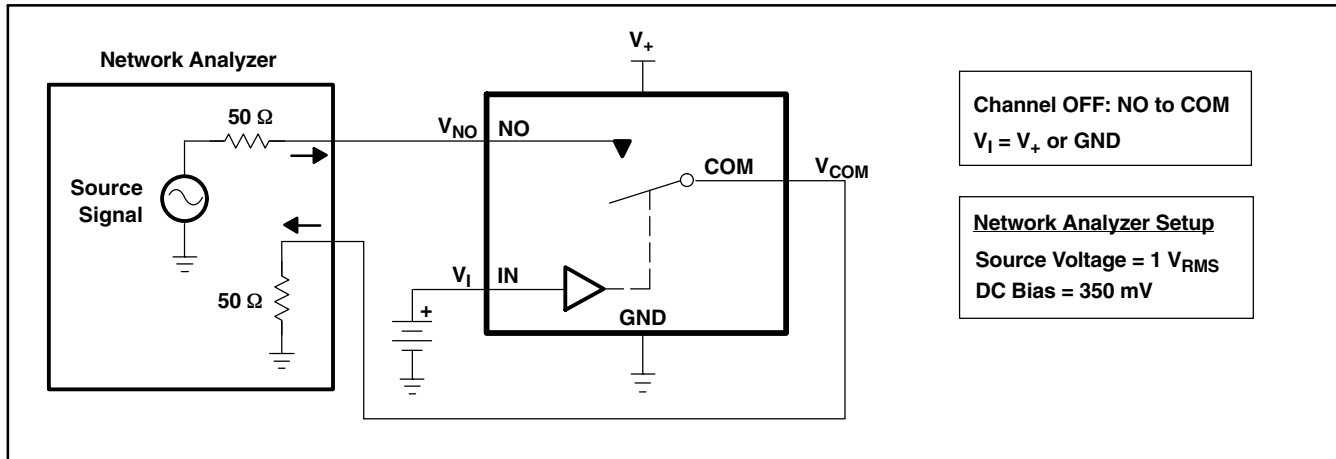 Network Analyzer
50 Ω
Source
Signal
50 Ω
V+
VNO
NO
COM
VCOM
VI
IN
+
GND
Channel OFF: NO to COM
VI = V+ or GND
Network Analyzer Setup
Source Voltage = 1 VRMS
DC Bias = 350 mV